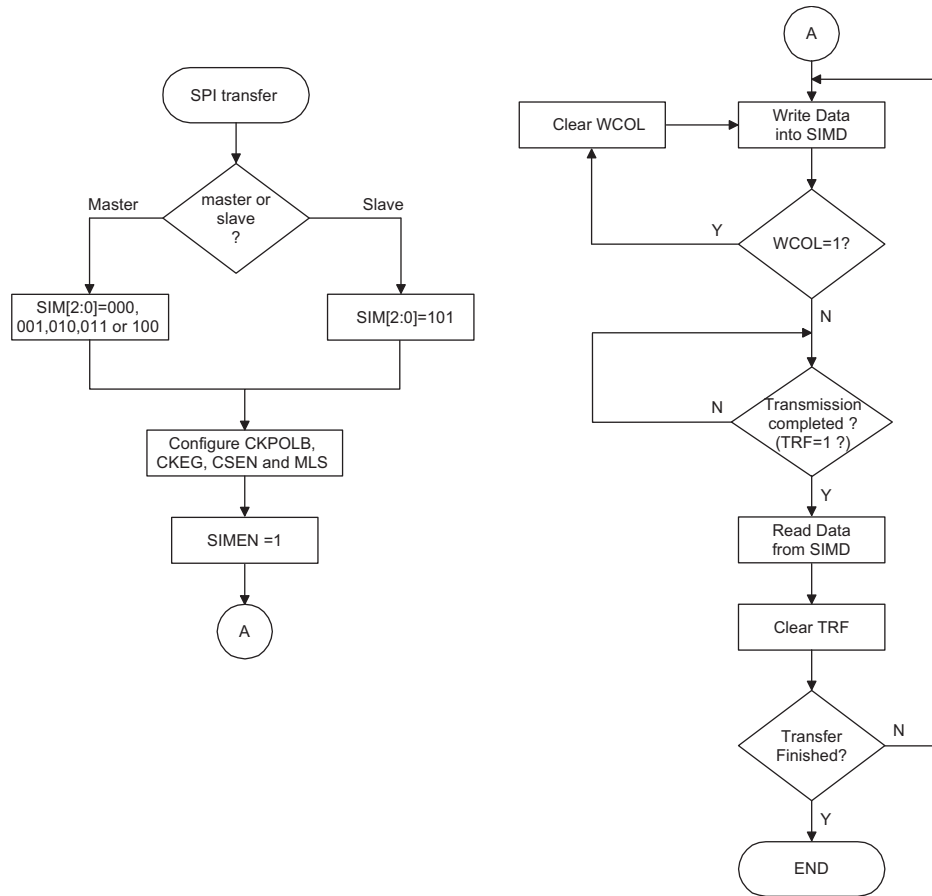 SPI transfer
master or
slave
?
Master
Slave
SIM[2:0]=000,
001,010,011 or 100
SIM[2:0]=101
Configure CKPOLB,
CKEG, CSEN and MLS
SIMEN =1
A
A
Clear WCOL
Write Data
into SIMD
Y
WCOL=1?
N
N
Transmission
completed ?
(TRF=1 ?)
Y
Read Data
from SIMD
Clear TRF
Transfer
Finished?
N
Y
END